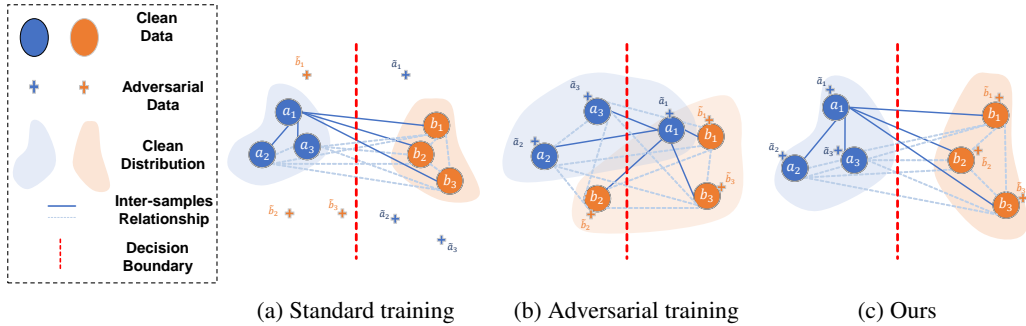 Clean
Data
Adversarial
Data
Clean
Distribution
Inter-samples
Relationship
Decision
Boundary
b̃₁
ã₁
a₁
a₂
a₃
b₁
b₂
b₃
b̃₂
b̃₃
ã₂
ã₃
(a) Standard training
ã₃
ã₁
b̃₁
a₃
a₁
b₁
ã₂
a₂
b₂
b₃
b̃₃
b̃₂
(b) Adversarial training
ã₁
a₁
b̃₁
b₁
ã₂
a₂
ã₃
a₃
b₂
b̃₂
b₃
b̃₃
(c) Ours